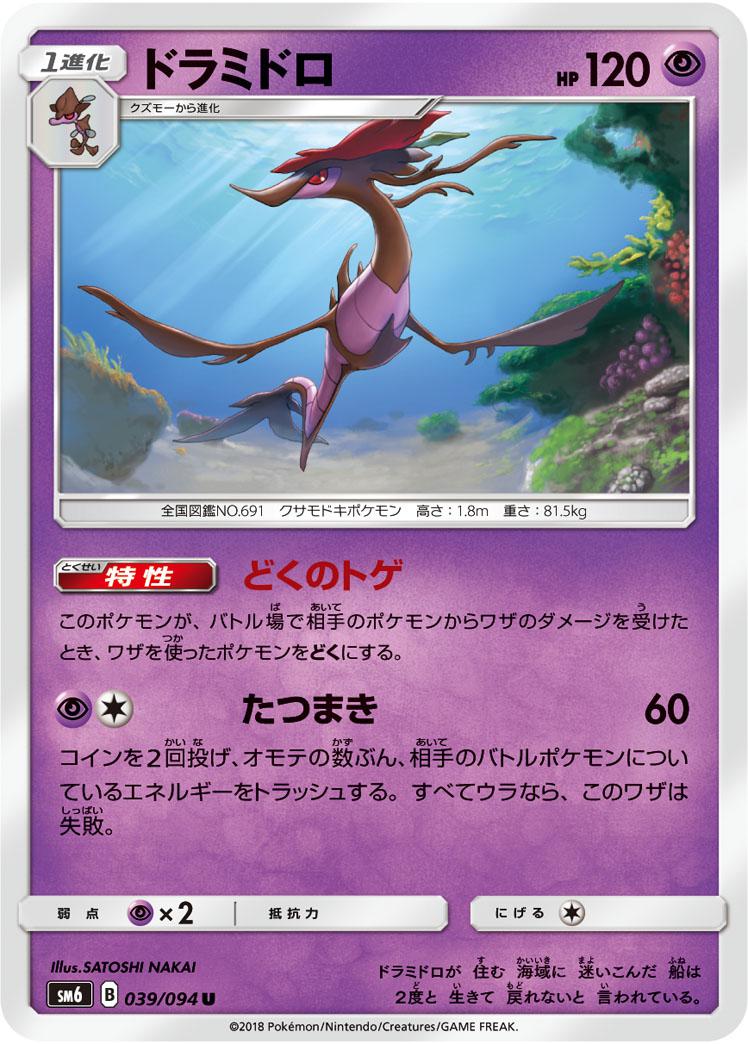 1進化
ドラミドロ
HP 120
クズモーから進化
全国図鑑NO.691 クサモドキポケモン 高さ：1.8m 重さ：81.5kg
とくせい
特性 どくのトゲ
このポケモンが、バトル場で相手のポケモンからワザのダメージを受けた
とき、ワザを使ったポケモンをどくにする。
たつまき 60
コインを2回投げ、オモテの数ぶん、相手のバトルポケモンについ
ているエネルギーをトラッシュする。すべてウラなら、このワザは
失敗。
弱点 ×2 抵抗力 にげる
Illus.SATOSHI NAKAI
SM6 B 039/094 U
ドラミドロが 住む 海域に 迷いこんだ 船は
2度と 生きて 戻れないと 言われている。
©2018 Pokémon/Nintendo/Creatures/GAME FREAK.